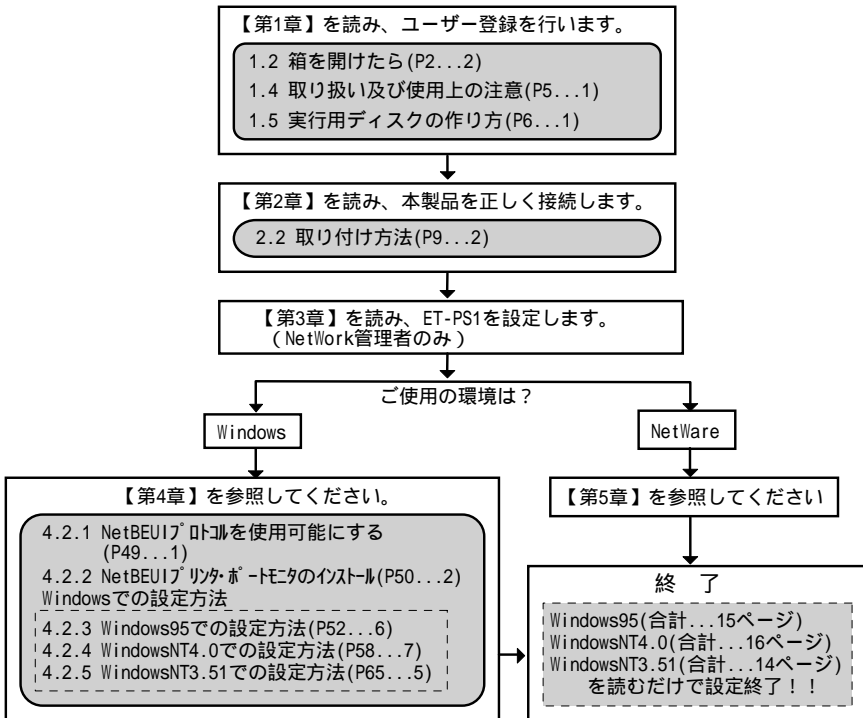 【第1章】を読み、ユーザー登録を行います。
1.2 箱を開けたら(P2...2)
1.4 取り扱い及び使用上の注意(P5...1)
1.5 実行用ディスクの作り方(P6...1)
【第2章】を読み、本製品を正しく接続します。
2.2 取り付け方法(P9...2)
【第3章】を読み、ET-PS1を設定します。
（NetWork管理者のみ）
ご使用の環境は？
Windows
NetWare
【第4章】を参照してください。
4.2.1 NetBEUIﾌﾟﾛﾄｺﾙを使用可能にする
(P49...1)
4.2.2 NetBEUIﾌﾟﾘﾝﾀ･ﾎﾟｰﾄﾓﾆﾀのインストール(P50...2)
Windowsでの設定方法
4.2.3 Windows95での設定方法(P52...6)
4.2.4 WindowsNT4.0での設定方法(P58...7)
4.2.5 WindowsNT3.51での設定方法(P65...5)
【第5章】を参照してください
終 了
Windows95(合計...15ページ)
WindowsNT4.0(合計...16ページ)
WindowsNT3.51(合計...14ページ)
を読むだけで設定終了！！